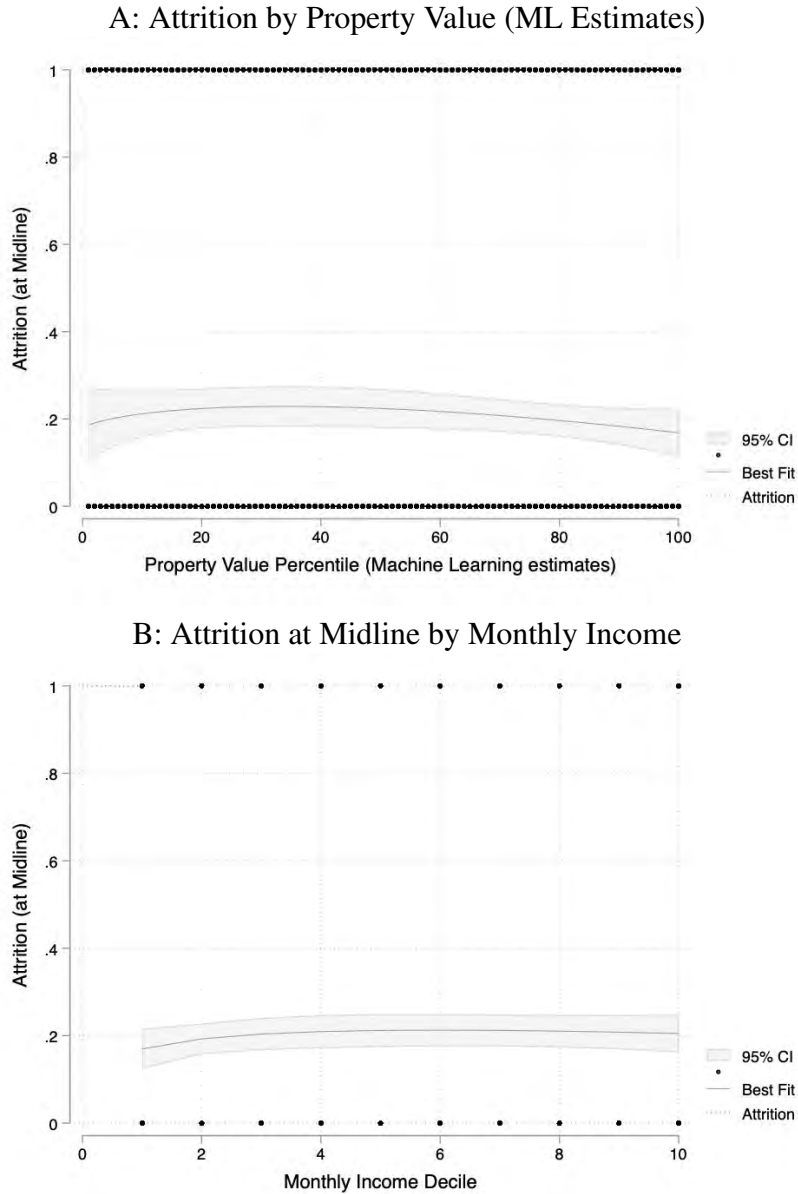 A: Attrition by Property Value (ML Estimates)
1
.8
.6
.4
.2
0
Attrition (at Midline)
0 20 40 60 80 100
Property Value Percentile (Machine Learning estimates)
95% CI
Best Fit
Attrition
B: Attrition at Midline by Monthly Income
1
.8
.6
.4
.2
0
Attrition (at Midline)
0 2 4 6 8 10
Monthly Income Decile
95% CI
Best Fit
Attrition